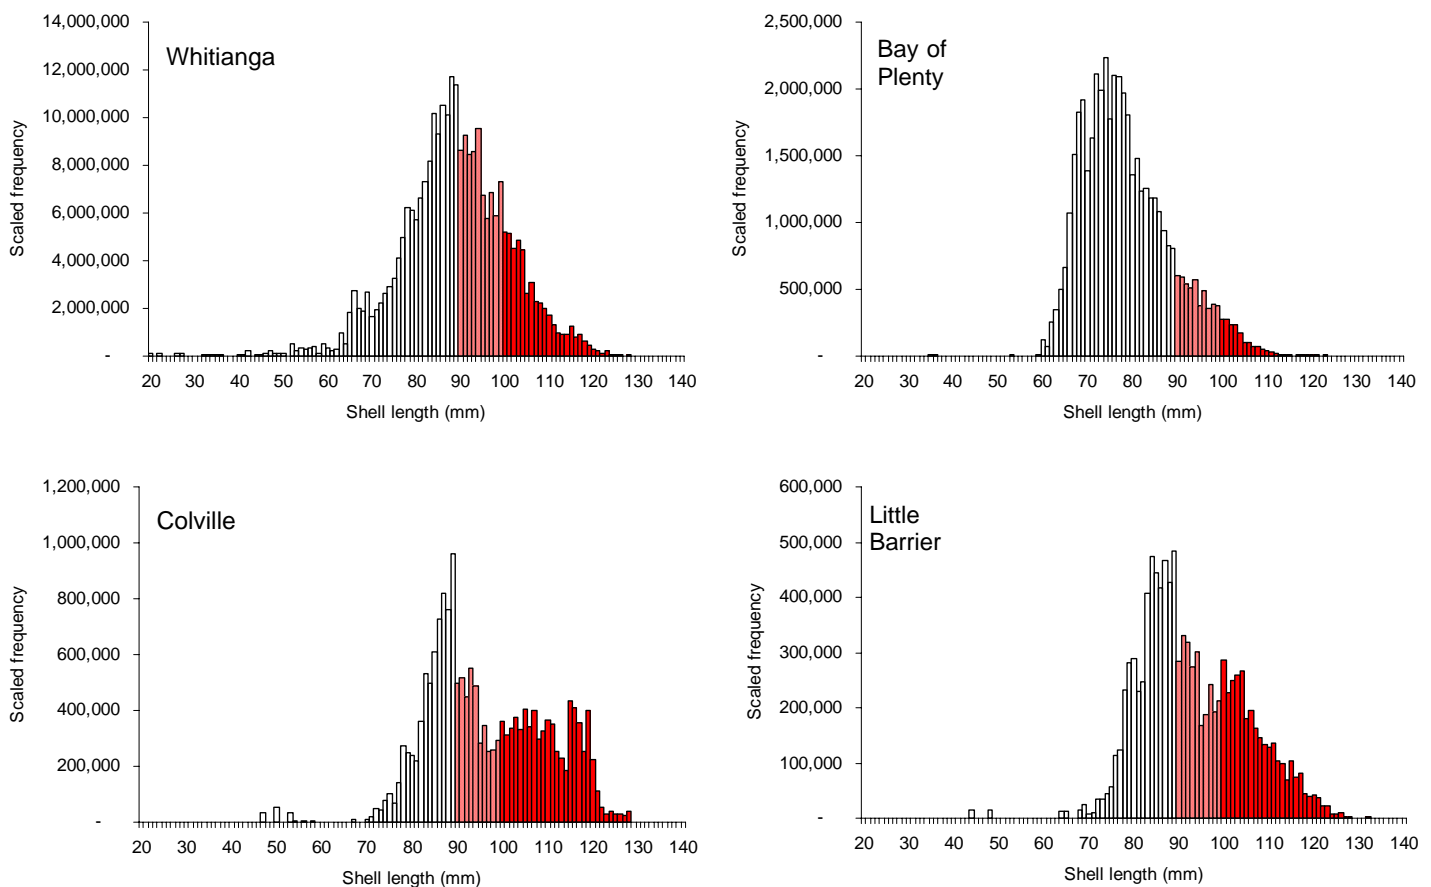 Whitianga
14,000,000
12,000,000
10,000,000
8,000,000
6,000,000
4,000,000
2,000,000
-
Scaled frequency
20 30 40 50 60 70 80 90 100 110 120 130 140
Shell length (mm)
Bay of
Plenty
2,500,000
2,000,000
1,500,000
1,000,000
500,000
-
Scaled frequency
20 30 40 50 60 70 80 90 100 110 120 130 140
Shell length (mm)
Colville
1,200,000
1,000,000
800,000
600,000
400,000
200,000
-
Scaled frequency
20 30 40 50 60 70 80 90 100 110 120 130 140
Shell length (mm)
Little
Barrier
600,000
500,000
400,000
300,000
200,000
100,000
-
Scaled frequency
20 30 40 50 60 70 80 90 100 110 120 130 140
Shell length (mm)